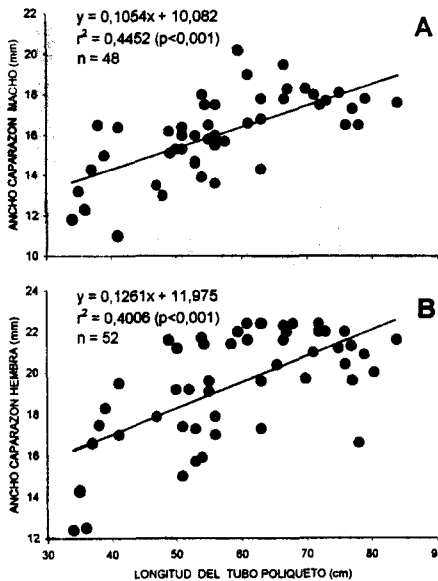 A
y = 0,1054x + 10,082
r² = 0,4452 (p<0,001)
n = 48
ANCHO CAPARAZON MACHO (mm)
22
20
18
16
14
12
10
B
y = 0,1261x + 11,975
r² = 0,4006 (p<0,001)
n = 52
ANCHO CAPARAZON HEMBRA (mm)
24
22
20
18
16
14
12
30 40 50 60 70 80 9
LONGITUD DEL TUBO POLIQUETO (cm)